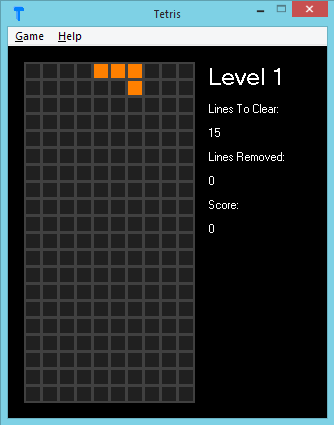 Tetris
Game Help
Level 1
Lines To Clear:
15
Lines Removed:
0
Score:
0